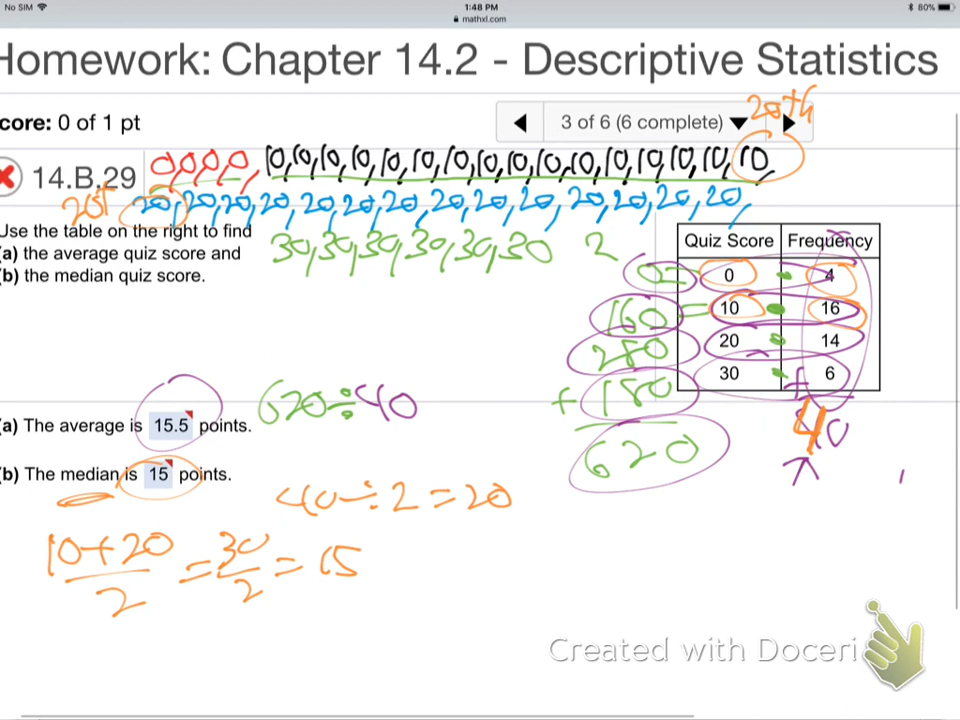 No SIM 1:48 PM 80%
mathxl.com
Homework: Chapter 14.2 - Descriptive Statistics
core: 0 of 1 pt
3 of 6 (6 complete)
20th
14.B.29
0,0,0,0, 10,10,10,10,10,10,10,10,10,10,10,10,10,10,10,10,
21st 20,20,20,20,20,20,20,20,20,20,20,20,20,20,
30,30,30,30,30,30
2
Use the table on the right to find
(a) the average quiz score and
(b) the median quiz score.
Quiz Score Frequency
0 = 0 · 4
160 = 10 · 16
280 20 · 14
+ 180 30 · 6
620
+
40
(a) The average is 15.5 points.
620÷40
(b) The median is 15 points.
40÷2=20
10+20
2
=
30
2
= 15
Created with Doceri